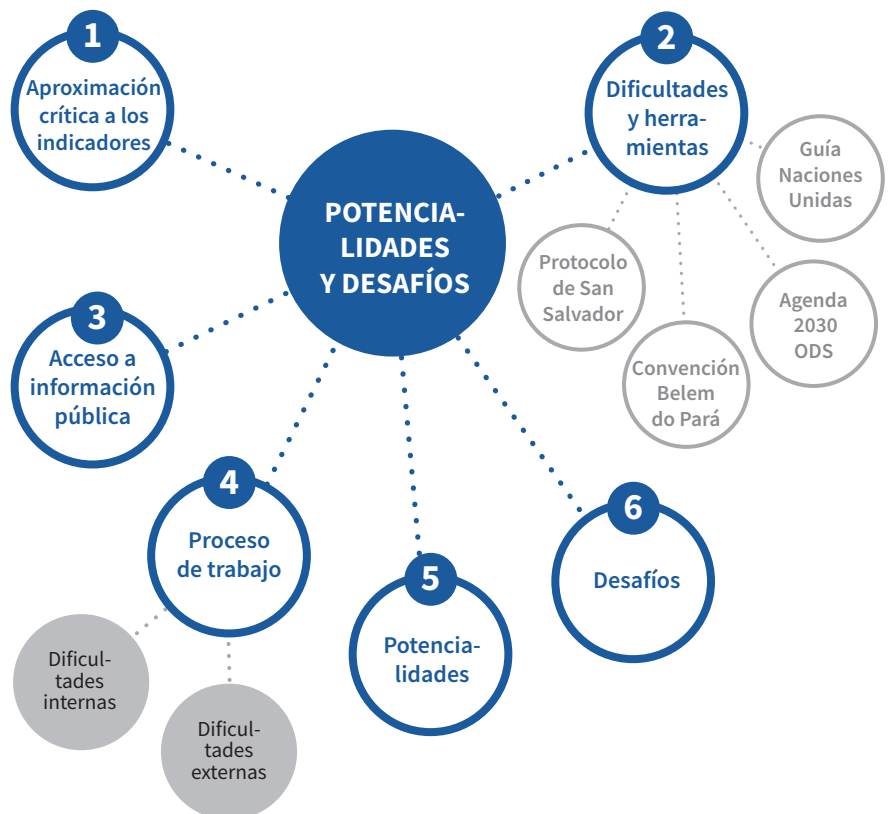 POTENCIA-
LIDADES
Y DESAFÍOS
1
Aproximación
crítica a los
indicadores
2
Dificultades
y herra-
mientas
Guía
Naciones
Unidas
Protocolo
de San
Salvador
Agenda
2030
ODS
Convención
Belem
do Pará
3
Acceso a
información
pública
4
Proceso
de trabajo
Dificul-
tades
internas
Dificul-
tades
externas
5
Potencia-
lidades
6
Desafíos